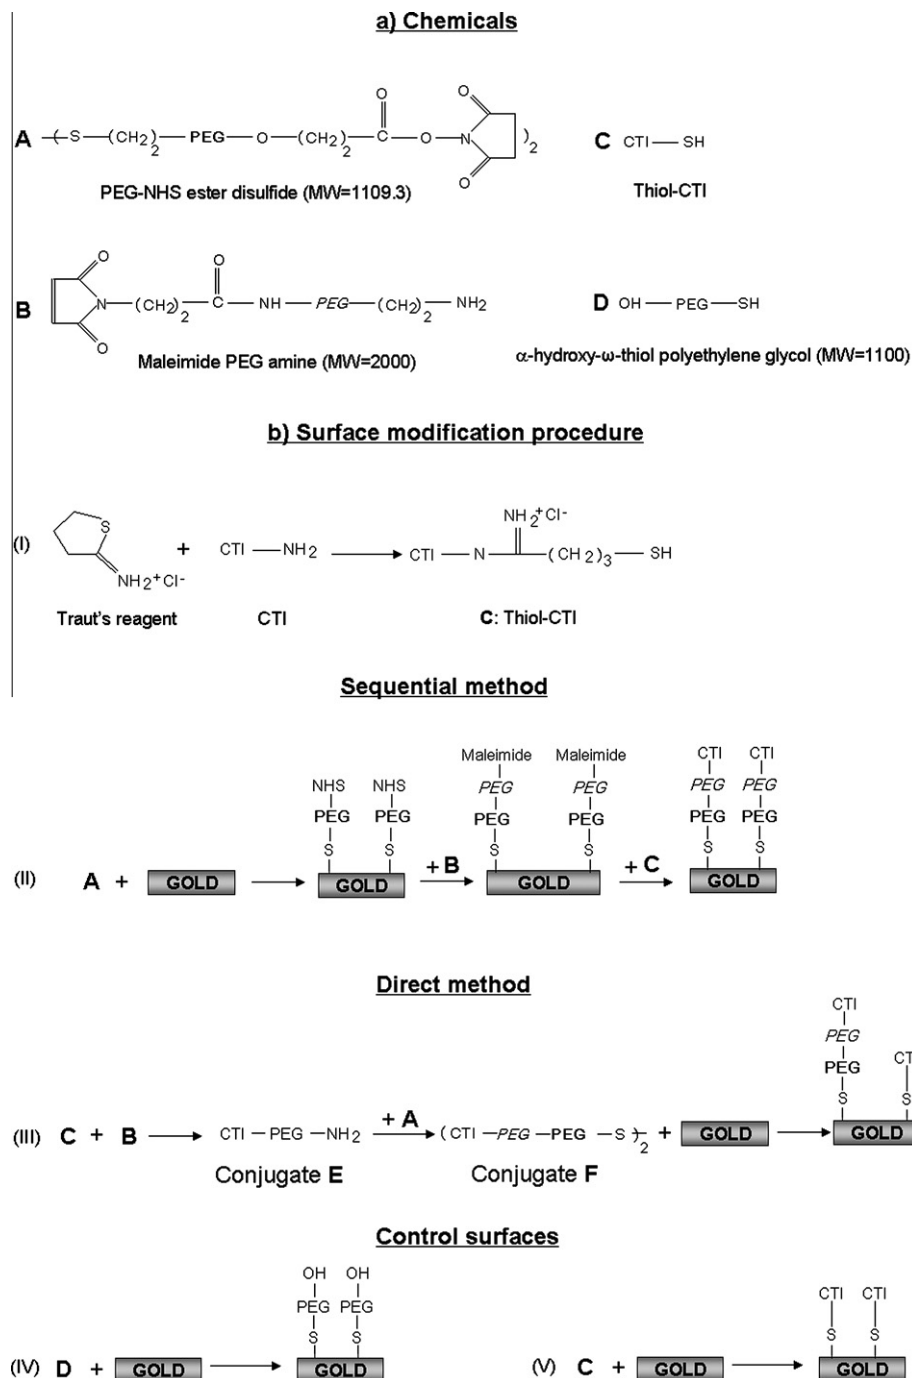 a) Chemicals
A —(S—(CH2)2—PEG—O—(CH2)2—C—O—N )2
O
O
O
PEG-NHS ester disulfide (MW=1109.3)
C CTI—SH
Thiol-CTI
O
O
B N—(CH2)2—C—NH—PEG—(CH2)2—NH2
O
Maleimide PEG amine (MW=2000)
D OH—PEG—SH
α-hydroxy-ω-thiol polyethylene glycol (MW=1100)
b) Surface modification procedure
NH2+Cl-
(I) S + CTI—NH2 CTI—N—(CH2)3—SH
NH2+Cl-
Traut's reagent CTI C: Thiol-CTI
Sequential method
Maleimide Maleimide CTI CTI
NHS NHS PEG PEG PEG PEG
PEG PEG PEG PEG PEG PEG
S S S S S S
(II) A + GOLD GOLD + B GOLD + C GOLD
Direct method
CTI
PEG
PEG CT
S S
(III) C + B CTI—PEG—NH2 + A (CTI—PEG—PEG—S)2 + GOLD GOLD
Conjugate E Conjugate F
Control surfaces
OH OH CTI CTI
PEG PEG
S S S S
(IV) D + GOLD GOLD (V) C + GOLD GOLD